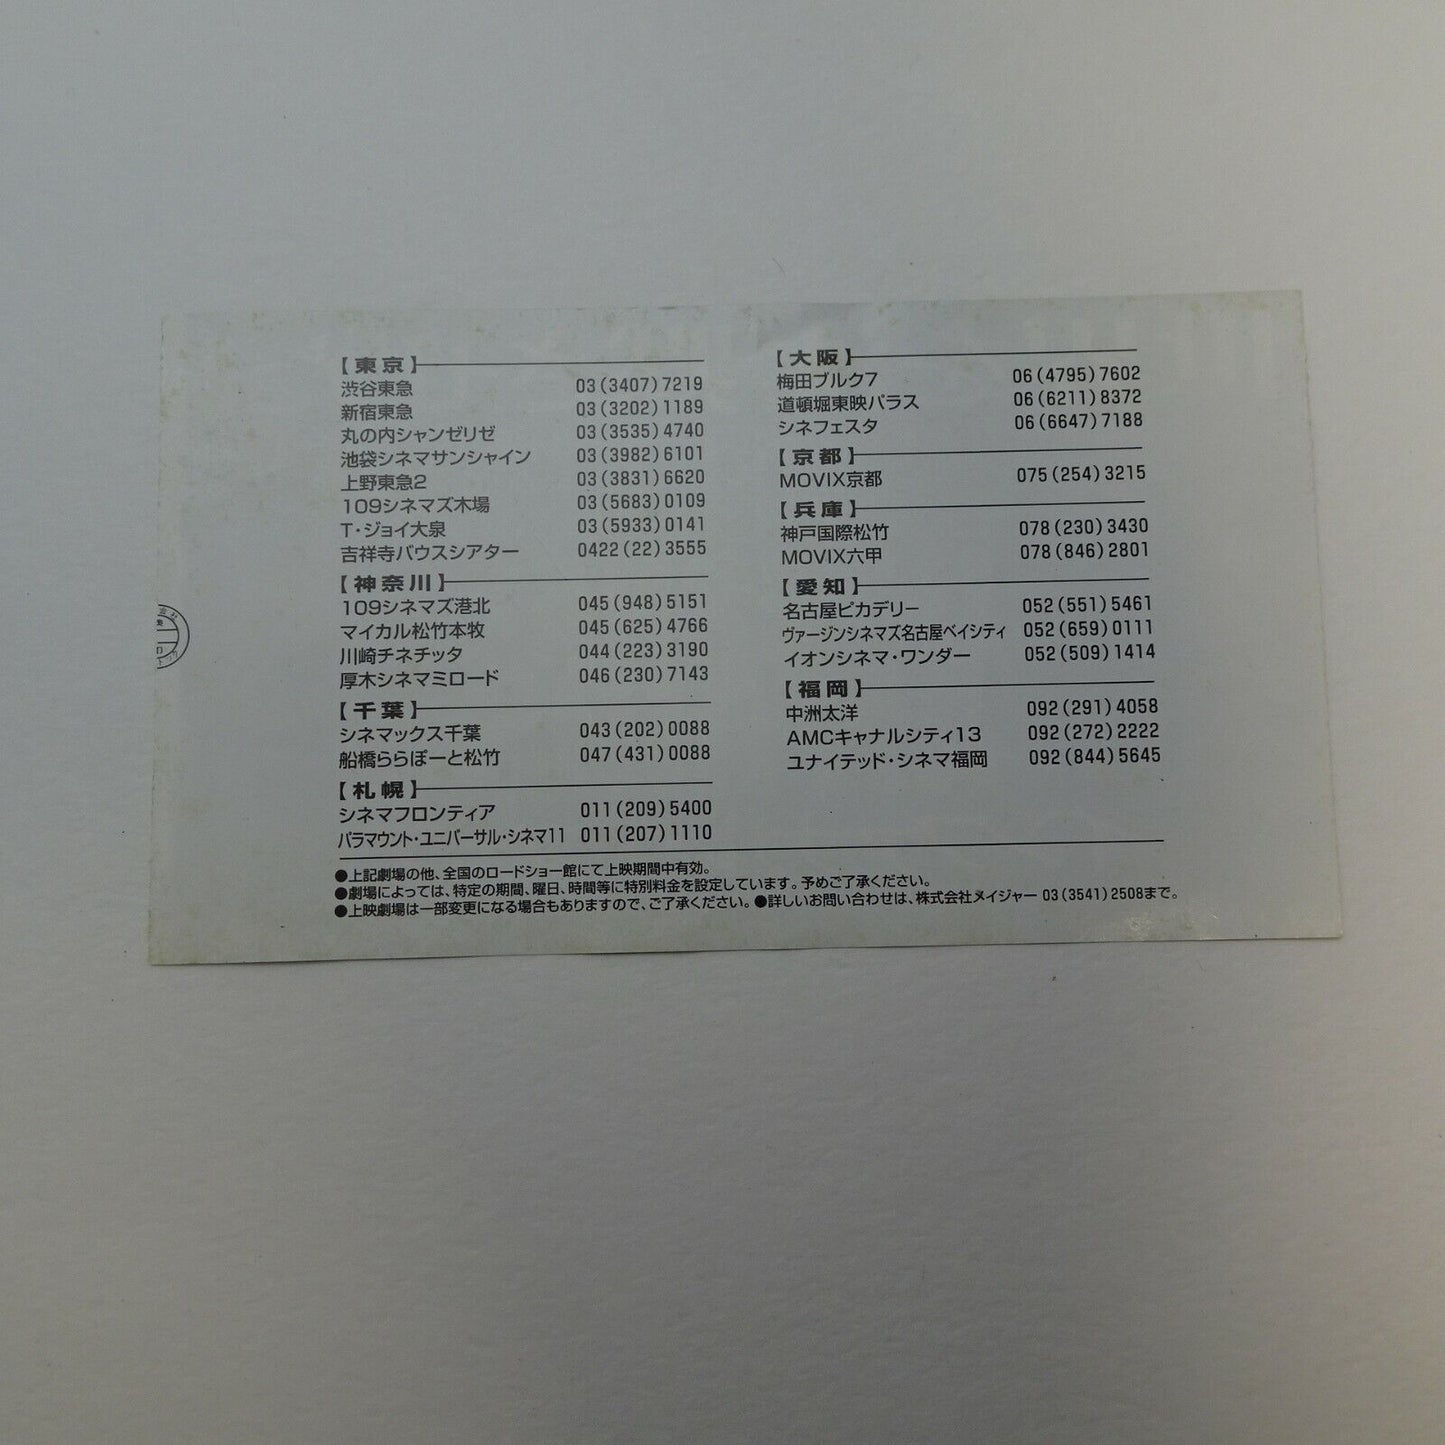 【東京】
渋谷東急 03(3407)7219
新宿東急 03(3202)1189
丸の内シャンゼリゼ 03(3535)4740
池袋シネマサンシャイン 03(3982)6101
上野東急2 03(3831)6620
109シネマズ木場 03(5683)0109
T・ジョイ大泉 03(5933)0141
吉祥寺バウスシアター 0422(22)3555
【神奈川】
109シネマズ港北 045(948)5151
マイカル松竹本牧 045(625)4766
川崎チネチッタ 044(223)3190
厚木シネマミロード 046(230)7143
【千葉】
シネマックス千葉 043(202)0088
船橋ららぽーと松竹 047(431)0088
【札幌】
シネマフロンティア 011(209)5400
パラマウント・ユニバーサル・シネマ11 011(207)1110
【大阪】
梅田ブルク7 06(4795)7602
道頓堀東映パラス 06(6211)8372
シネフェスタ 06(6647)7188
【京都】
MOVIX京都 075(254)3215
【兵庫】
神戸国際松竹 078(230)3430
MOVIX六甲 078(846)2801
【愛知】
名古屋ピカデリー 052(551)5461
ヴァージンシネマズ名古屋ベイシティ 052(659)0111
イオンシネマ・ワンダー 052(509)1414
【福岡】
中洲太洋 092(291)4058
AMCキャナルシティ13 092(272)2222
ユナイテッド・シネマ福岡 092(844)5645
●上記劇場の他、全国のロードショー館にて上映期間中有効。
●劇場によっては、特定の期間、曜日、時間等に特別料金を設定しています。予めご了承ください。
●上映劇場は一部変更になる場合もありますので、ご了承ください。●詳しいお問い合わせは、株式会社メイジャー 03(3541)2508まで。